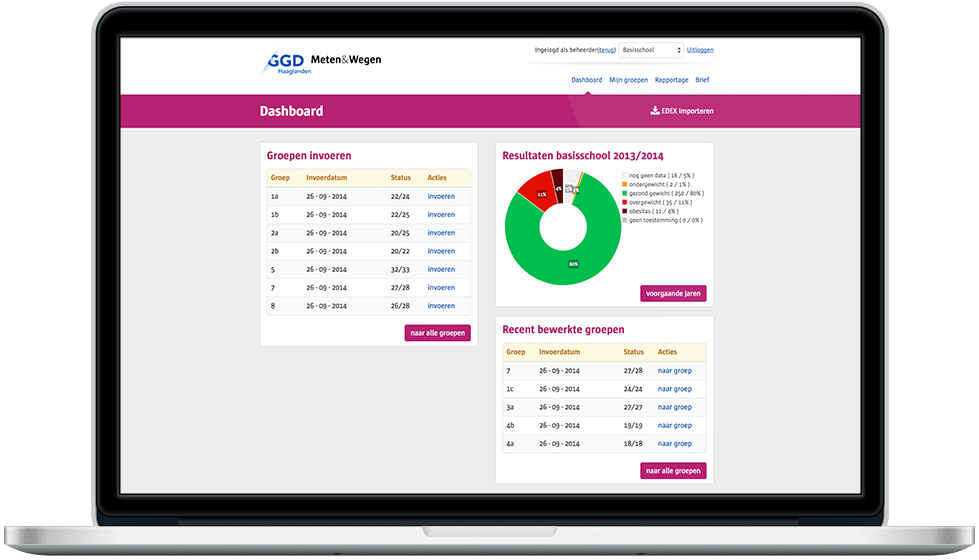 GGD
Haaglanden
Meten&Wegen
Ingelogd als beheerder(terug) Basisschool Uitloggen
Dashboard Mijn groepen Rapportage Brief
Dashboard
EDEX importeren
Groepen invoeren
Groep Invoerdatum Status Acties
1a 26 - 09 - 2014 22/24 invoeren
1b 26 - 09 - 2014 22/25 invoeren
2a 26 - 09 - 2014 20/25 invoeren
2b 26 - 09 - 2014 20/22 invoeren
5 26 - 09 - 2014 32/33 invoeren
7 26 - 09 - 2014 27/28 invoeren
8 26 - 09 - 2014 26/28 invoeren
naar alle groepen
Resultaten basisschool 2013/2014
11% 4% 5% 1%
80%
nog geen data ( 16 / 5% )
ondergewicht ( 2 / 1% )
gezond gewicht ( 250 / 80% )
overgewicht ( 35 / 11% )
obesitas ( 11 / 4% )
geen toestemming ( 0 / 0% )
voorgaande jaren
Recent bewerkte groepen
Groep Invoerdatum Status Acties
7 26 - 09 - 2014 27/28 naar groep
1c 26 - 09 - 2014 24/24 naar groep
3a 26 - 09 - 2014 27/27 naar groep
4b 26 - 09 - 2014 19/19 naar groep
4a 26 - 09 - 2014 18/18 naar groep
naar alle groepen